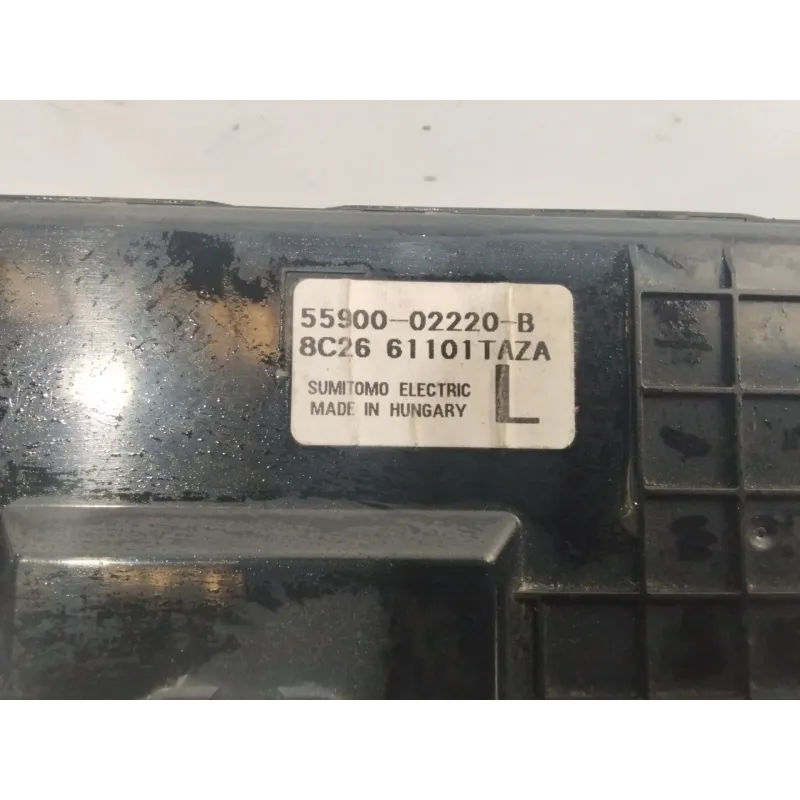 55900-02220-B
8C26 61101TAZA
SUMITOMO ELECTRIC
MADE IN HUNGARY
L